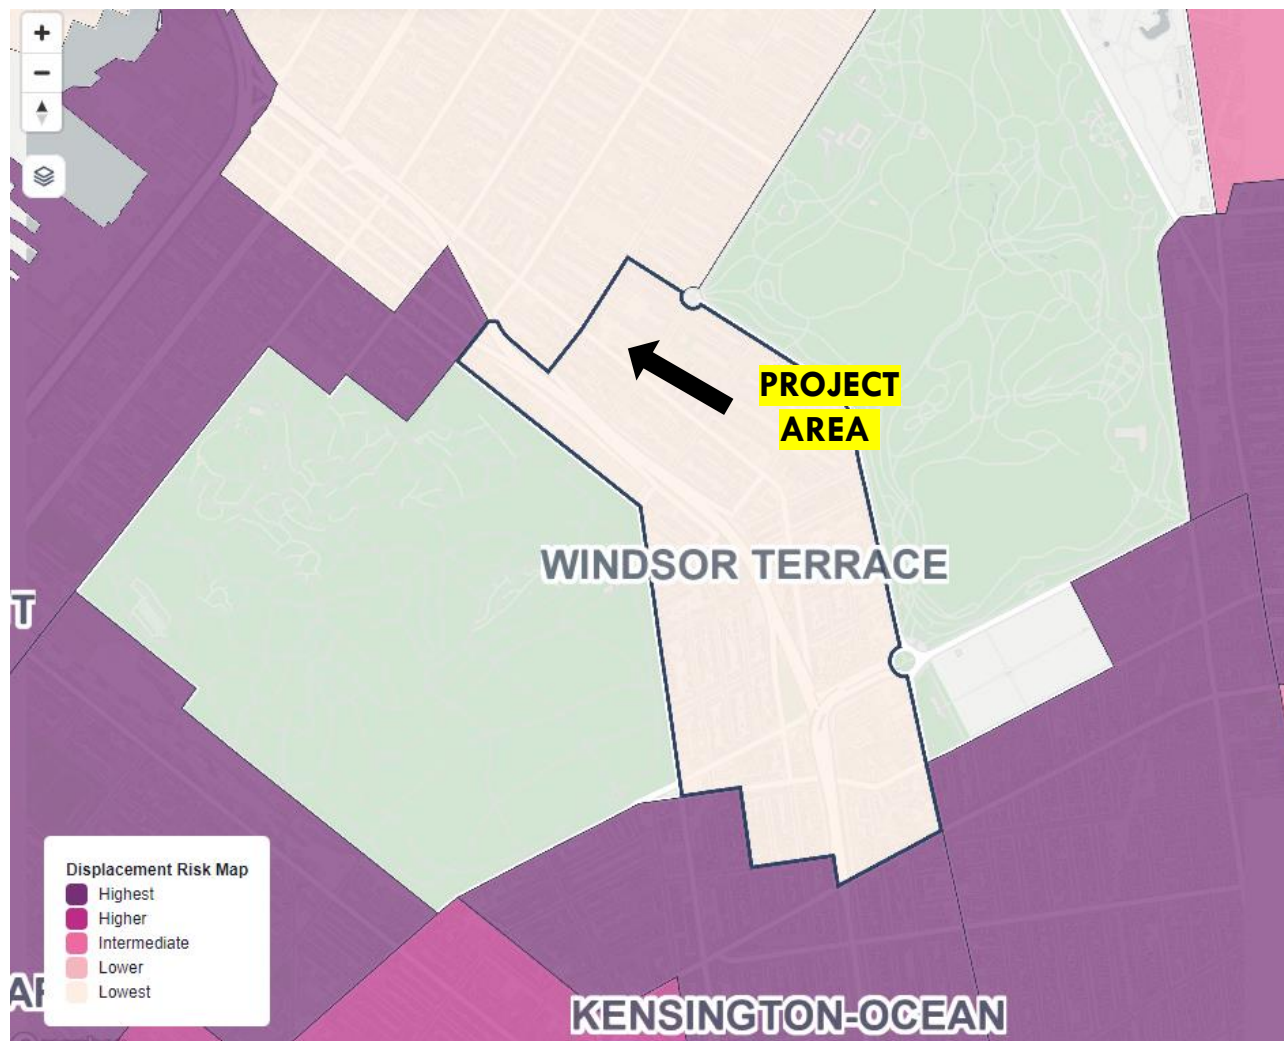 PROJECT
AREA
WINDSOR TERRACE
T
Displacement Risk Map
Highest
Higher
Intermediate
Lower
Lowest
KENSINGTON-OCEAN